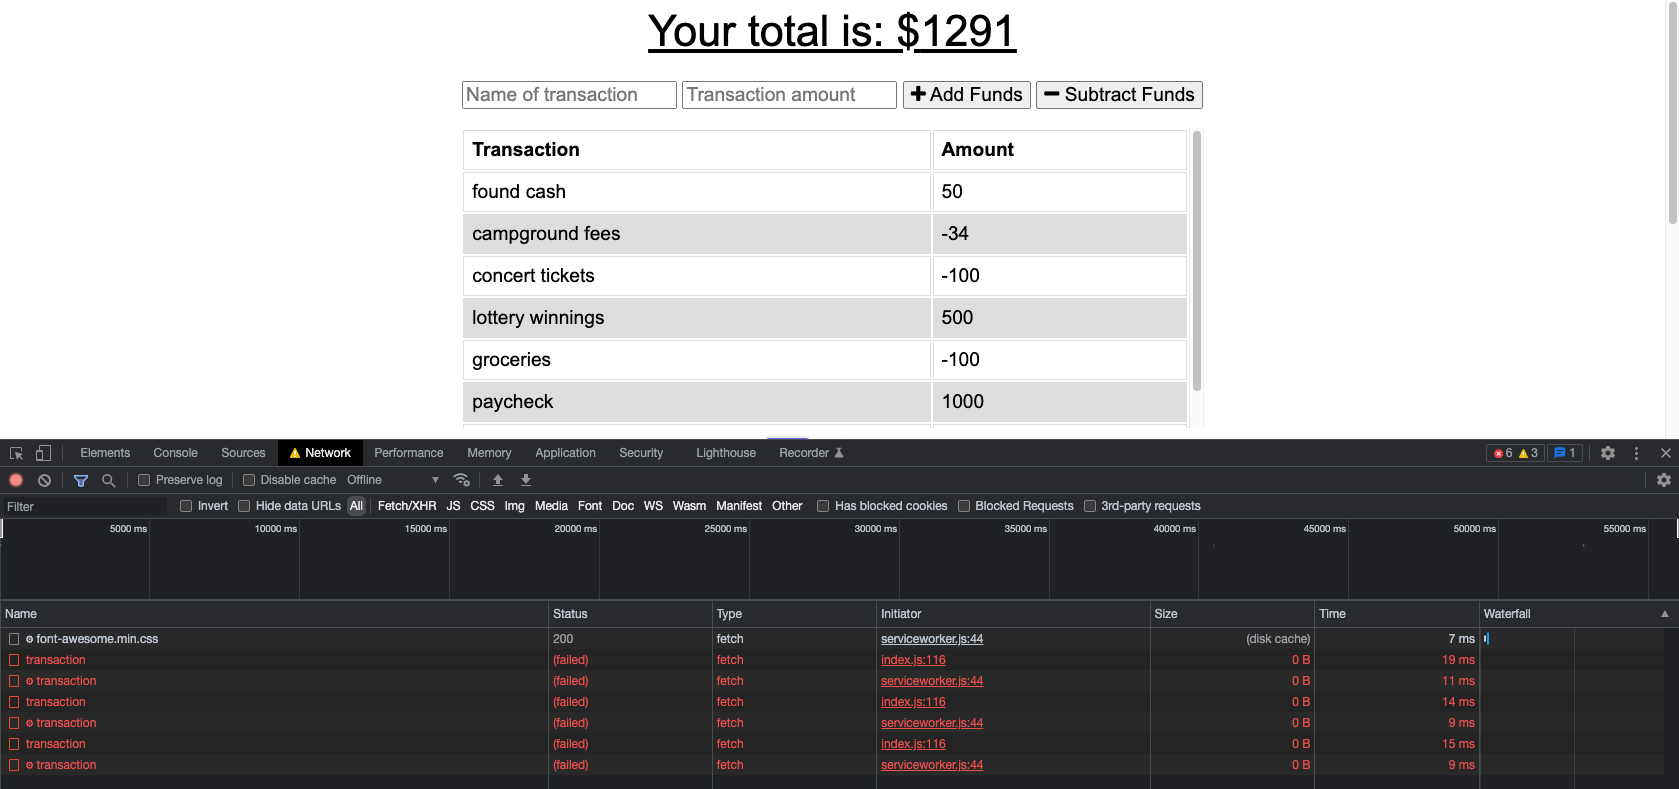 Your total is: $1291
Name of transaction Transaction amount Add Funds Subtract Funds
Transaction Amount
found cash 50
campground fees -34
concert tickets -100
lottery winnings 500
groceries -100
paycheck 1000
Elements Console Sources Network Performance Memory Application Security Lighthouse Recorder 6 3 1
Preserve log Disable cache Offline
Filter Invert Hide data URLs All Fetch/XHR JS CSS Img Media Font Doc WS Wasm Manifest Other Has blocked cookies Blocked Requests 3rd-party requests
5000 ms 10000 ms 15000 ms 20000 ms 25000 ms 30000 ms 35000 ms 40000 ms 45000 ms 50000 ms 55000 ms
Name Status Type Initiator Size Time Waterfall
font-awesome.min.css 200 fetch serviceworker.js:44 (disk cache) 7 ms
transaction (failed) fetch index.js:116 0 B 19 ms
transaction (failed) fetch serviceworker.js:44 0 B 11 ms
transaction (failed) fetch index.js:116 0 B 14 ms
transaction (failed) fetch serviceworker.js:44 0 B 9 ms
transaction (failed) fetch index.js:116 0 B 15 ms
transaction (failed) fetch serviceworker.js:44 0 B 9 ms